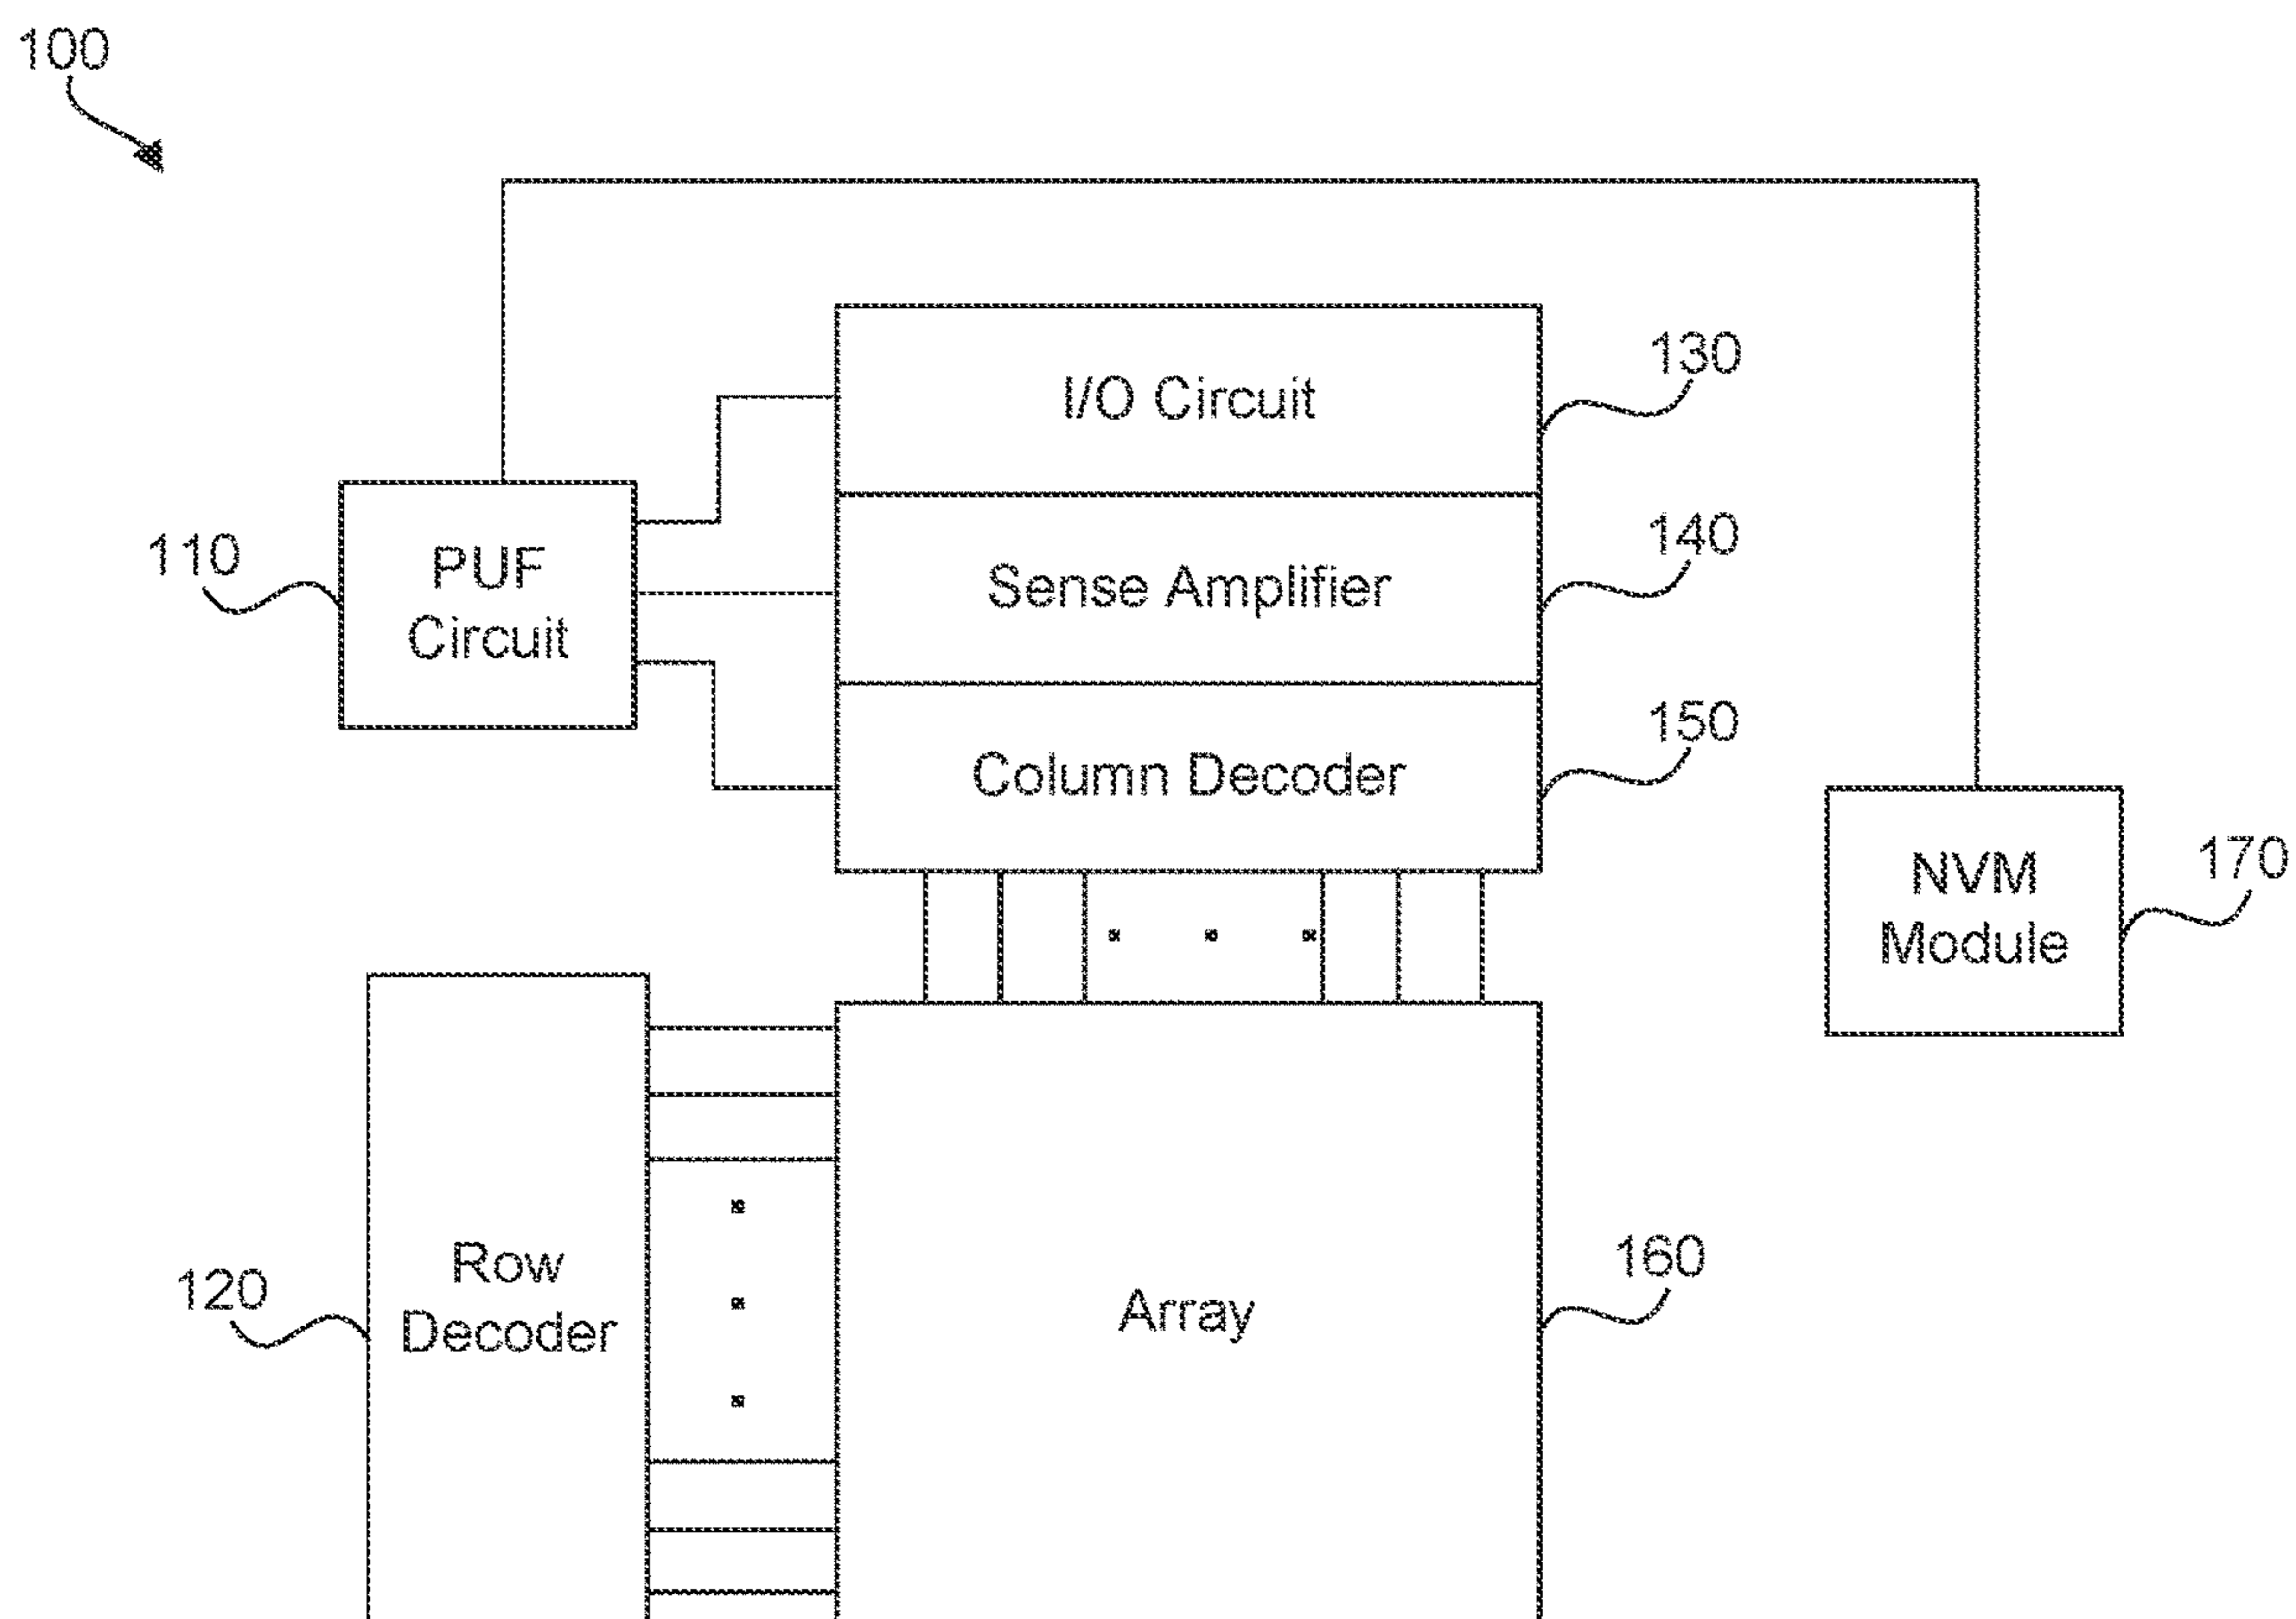 100
I/O Circuit
130
110
PUF
Circuit
Sense Amplifier
140
Column Decoder
150
NVM
Module
170
120
Row
Decoder
Array
160